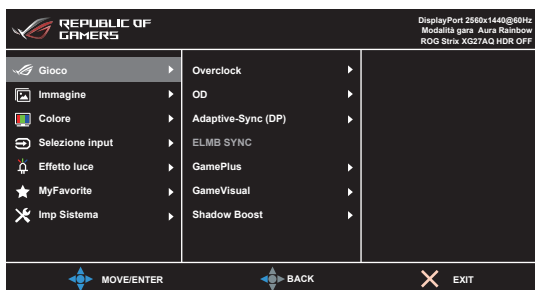 REPUBLIC OF
GAMERS
DisplayPort 2560x1440@60Hz
Modalità gara Aura Rainbow
ROG Strix XG27AQ HDR OFF
Gioco
Immagine
Colore
Selezione input
Effetto luce
MyFavorite
Imp Sistema
Overclock
OD
Adaptive-Sync (DP)
ELMB SYNC
GamePlus
GameVisual
Shadow Boost
MOVE/ENTER
BACK
EXIT